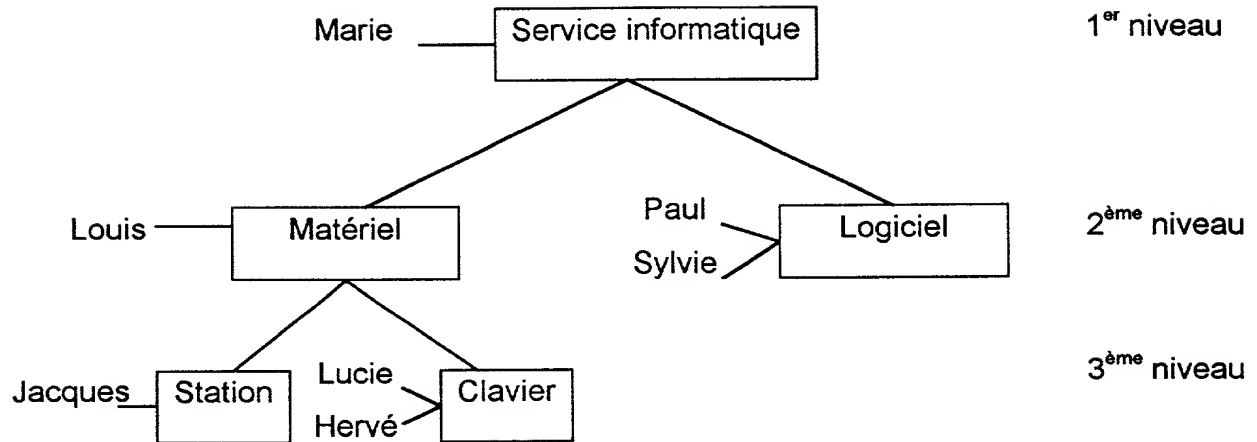 Marie Service informatique 1er niveau
Louis Matériel Paul Logiciel 2ème niveau
Sylvie
Jacques Station Lucie Clavier 3ème niveau
Hervé